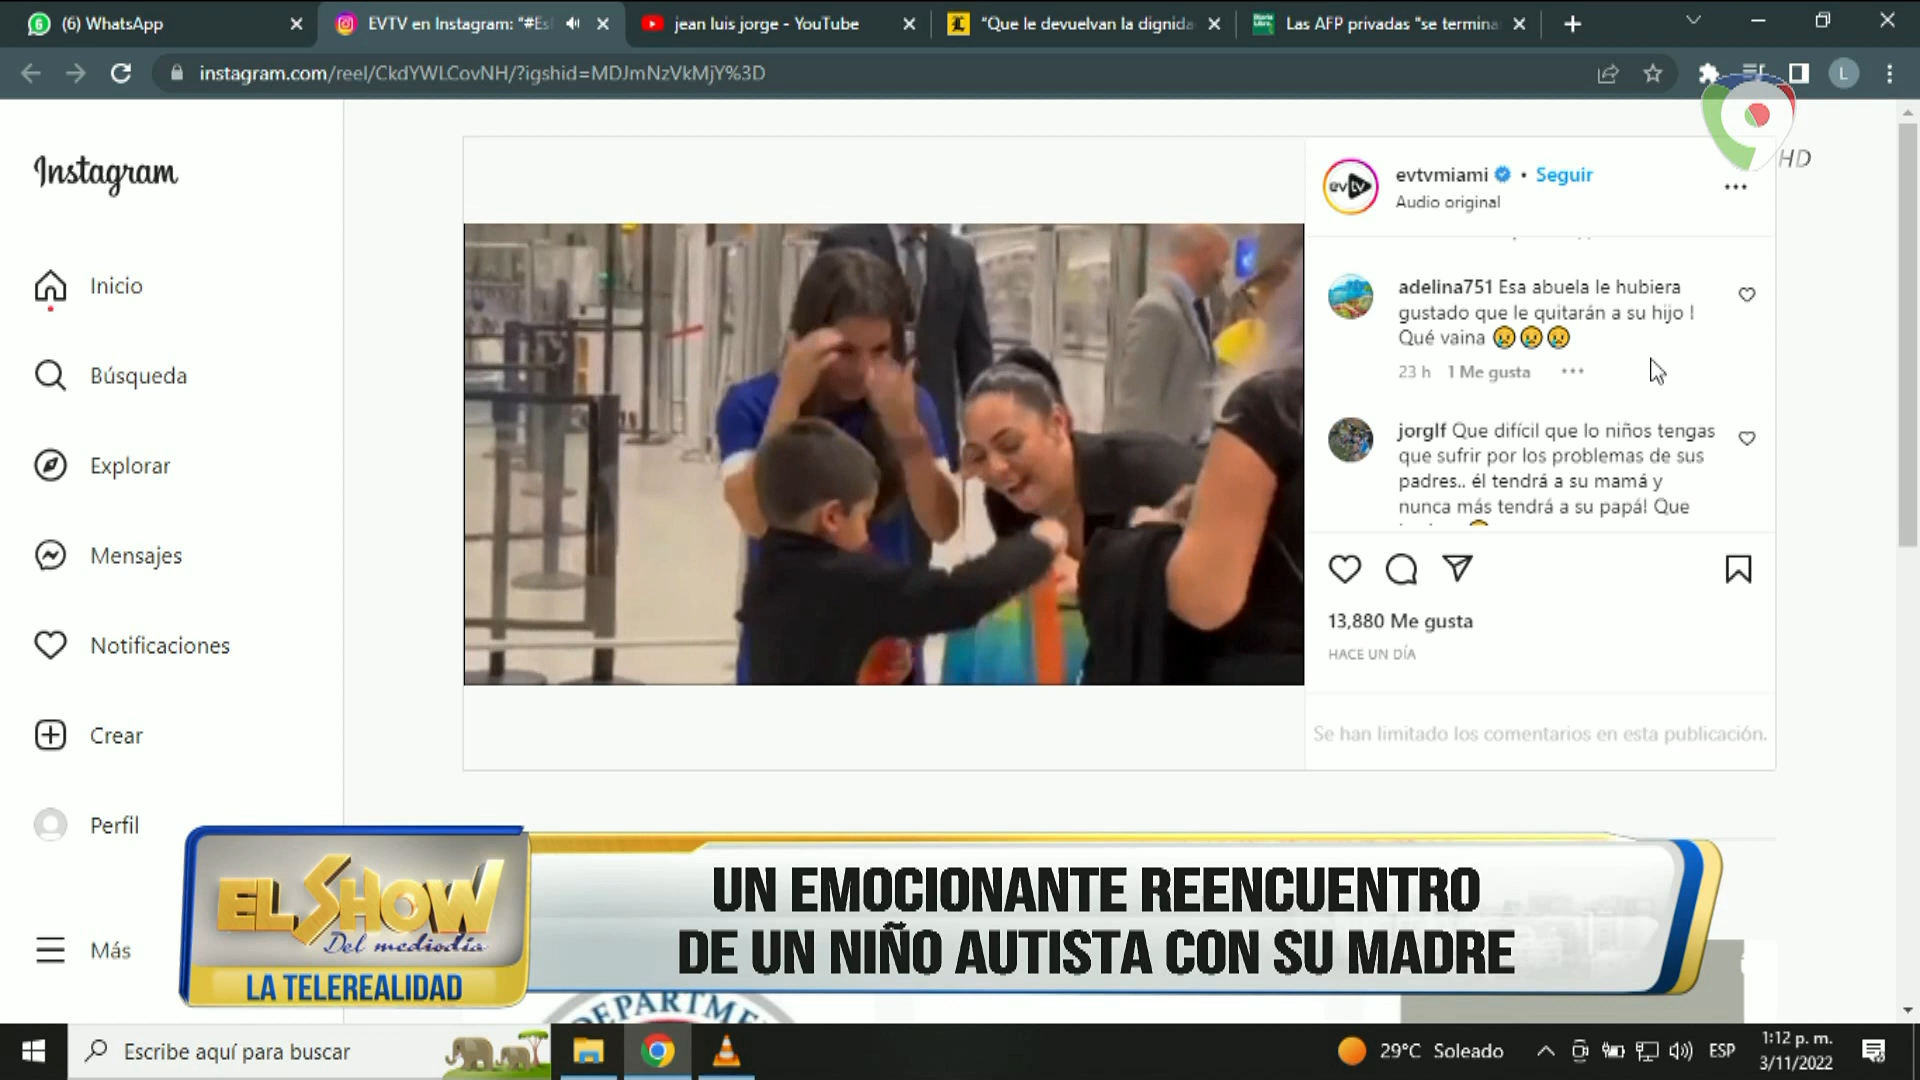 (6) WhatsApp
EVTV en Instagram: "#Es
jean luis jorge - YouTube
"Que le devuelvan la dignida
Las AFP privadas "se termina
instagram.com/reel/CkdYWLCovNH/?igshid=MDJmNzVkMjY%3D
L
HD
Instagram
Inicio
Búsqueda
Explorar
Mensajes
Notificaciones
Crear
Perfil
Más
evtv
evtvmiami • Seguir
Audio original
adelina751 Esa abuela le hubiera
gustado que le quitarán a su hijo !
Qué vaina 😢😢😢
23 h 1 Me gusta
jorglf Que difícil que lo niños tengas
que sufrir por los problemas de sus
padres.. él tendrá a su mamá y
nunca más tendrá a su papá! Que
13,880 Me gusta
HACE UN DÍA
Se han limitado los comentarios en esta publicación.
EL SHOW
Del mediodía
LA TELEREALIDAD
UN EMOCIONANTE REENCUENTRO
DE UN NIÑO AUTISTA CON SU MADRE
Escribe aquí para buscar
29°C Soleado
ESP
1:12 p. m.
3/11/2022